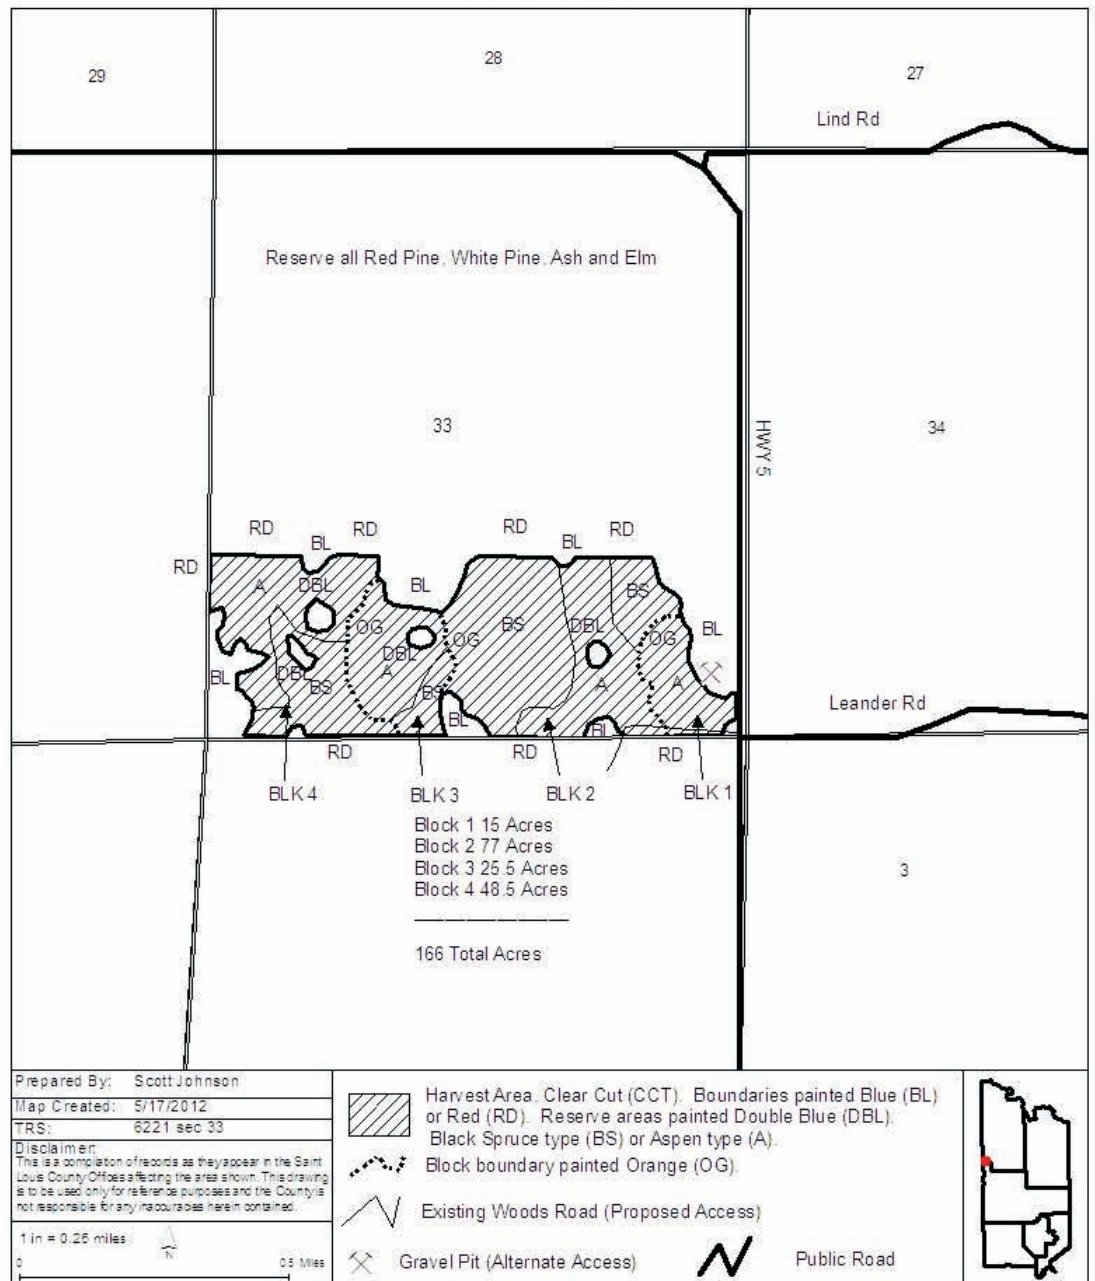 29
28
27
Lind Rd
Reserve all Red Pine, White Pine, Ash and Elm
33
34
HWY 5
RD
BL
RD
RD
BL
RD
RD
A
DBL
BL
BS
OG
OG
BS
DBL
OG
BL
DBL
A
BL
DBL
BS
BS
BL
A
A
BL
Leander Rd
RD
RD
RD
BLK 4
BLK 3
BLK 2
BLK 1
Block 1 15 Acres
Block 2 77 Acres
Block 3 25.5 Acres
Block 4 48.5 Acres
166 Total Acres
3
Prepared By: Scott Johnson
Map Created: 5/17/2012
TRS: 6221 sec 33
Disclaimer:
This is a compilation of records as they appear in the Saint
Louis County Offices affecting the area shown. This drawing
is to be used only for reference purposes and the County is
not responsible for any inaccuracies herein contained.
1 in = 0.25 miles
N
0 0.5 Miles
Harvest Area, Clear Cut (CCT). Boundaries painted Blue (BL)
or Red (RD). Reserve areas painted Double Blue (DBL).
Black Spruce type (BS) or Aspen type (A).
Block boundary painted Orange (OG).
Existing Woods Road (Proposed Access)
Gravel Pit (Alternate Access)
Public Road